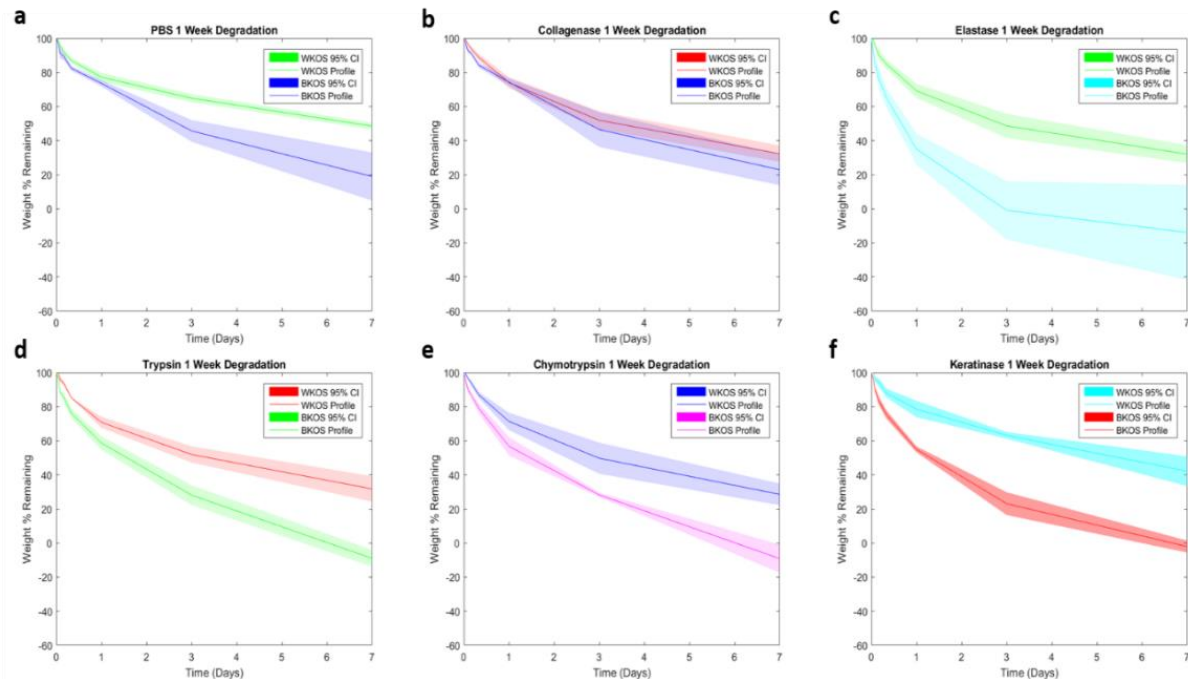 a
PBS 1 Week Degradation
WKOS 95% CI
WKOS Profile
BKOS 95% CI
BKOS Profile
Weight % Remaining
100
80
60
40
20
0
-20
-40
-60
0 1 2 3 4 5 6 7
Time (Days)
b
Collagenase 1 Week Degradation
WKOS 95% CI
WKOS Profile
BKOS 95% CI
BKOS Profile
Weight % Remaining
100
80
60
40
20
0
-20
-40
-60
0 1 2 3 4 5 6 7
Time (Days)
c
Elastase 1 Week Degradation
WKOS 95% CI
WKOS Profile
BKOS 95% CI
BKOS Profile
Weight % Remaining
100
80
60
40
20
0
-20
-40
-60
0 1 2 3 4 5 6 7
Time (Days)
d
Trypsin 1 Week Degradation
WKOS 95% CI
WKOS Profile
BKOS 95% CI
BKOS Profile
Weight % Remaining
100
80
60
40
20
0
-20
-40
-60
0 1 2 3 4 5 6 7
Time (Days)
e
Chymotrypsin 1 Week Degradation
WKOS 95% CI
WKOS Profile
BKOS 95% CI
BKOS Profile
Weight % Remaining
100
80
60
40
20
0
-20
-40
-60
0 1 2 3 4 5 6 7
Time (Days)
f
Keratinase 1 Week Degradation
WKOS 95% CI
WKOS Profile
BKOS 95% CI
BKOS Profile
Weight % Remaining
100
80
60
40
20
0
-20
-40
-60
0 1 2 3 4 5 6 7
Time (Days)